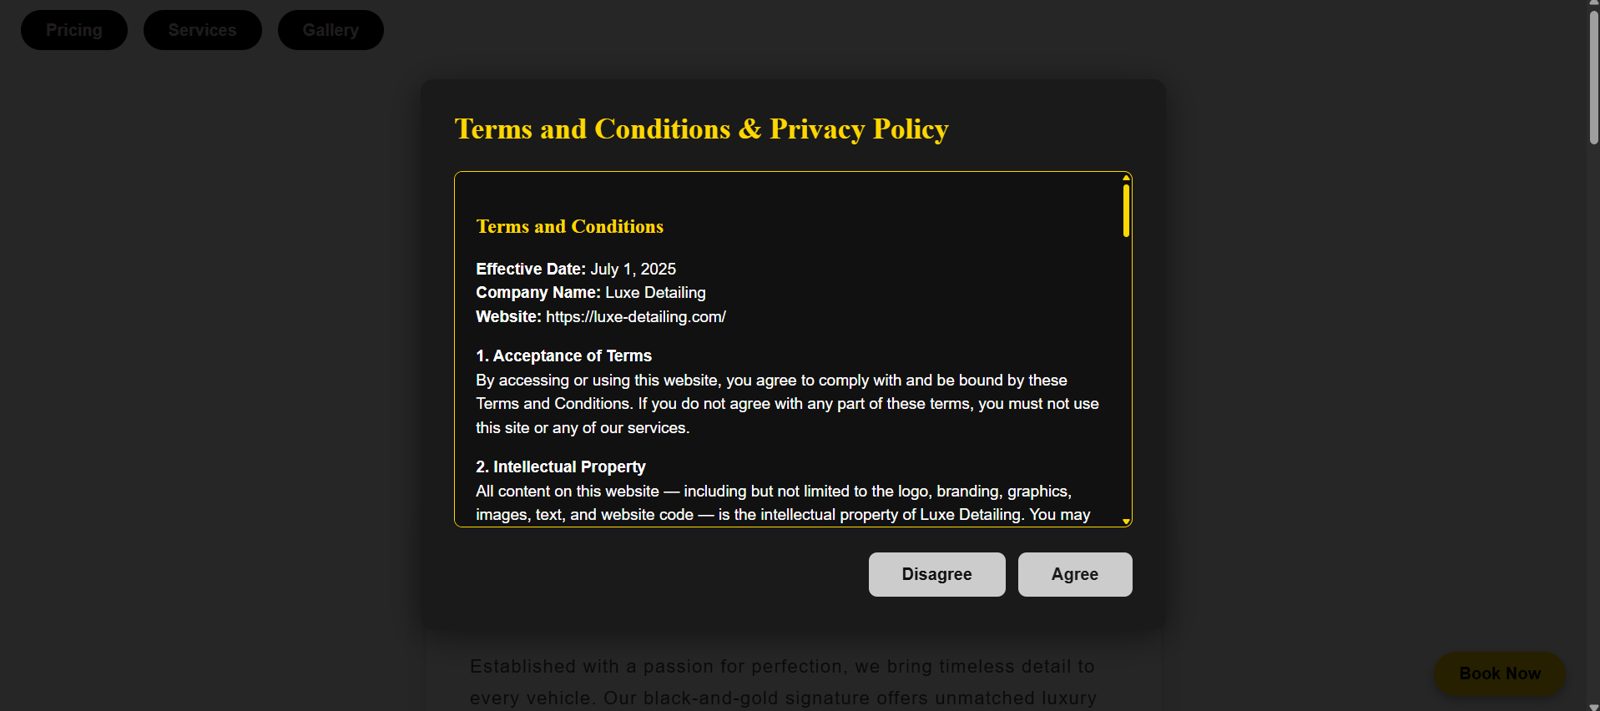 Pricing
Services
Gallery
Terms and Conditions & Privacy Policy
Terms and Conditions
Effective Date: July 1, 2025
Company Name: Luxe Detailing
Website: https://luxe-detailing.com/
1. Acceptance of Terms
By accessing or using this website, you agree to comply with and be bound by these
Terms and Conditions. If you do not agree with any part of these terms, you must not use
this site or any of our services.
2. Intellectual Property
All content on this website — including but not limited to the logo, branding, graphics,
images, text, and website code — is the intellectual property of Luxe Detailing. You may
Disagree
Agree
Established with a passion for perfection, we bring timeless detail to
every vehicle. Our black-and-gold signature offers unmatched luxury
Book Now